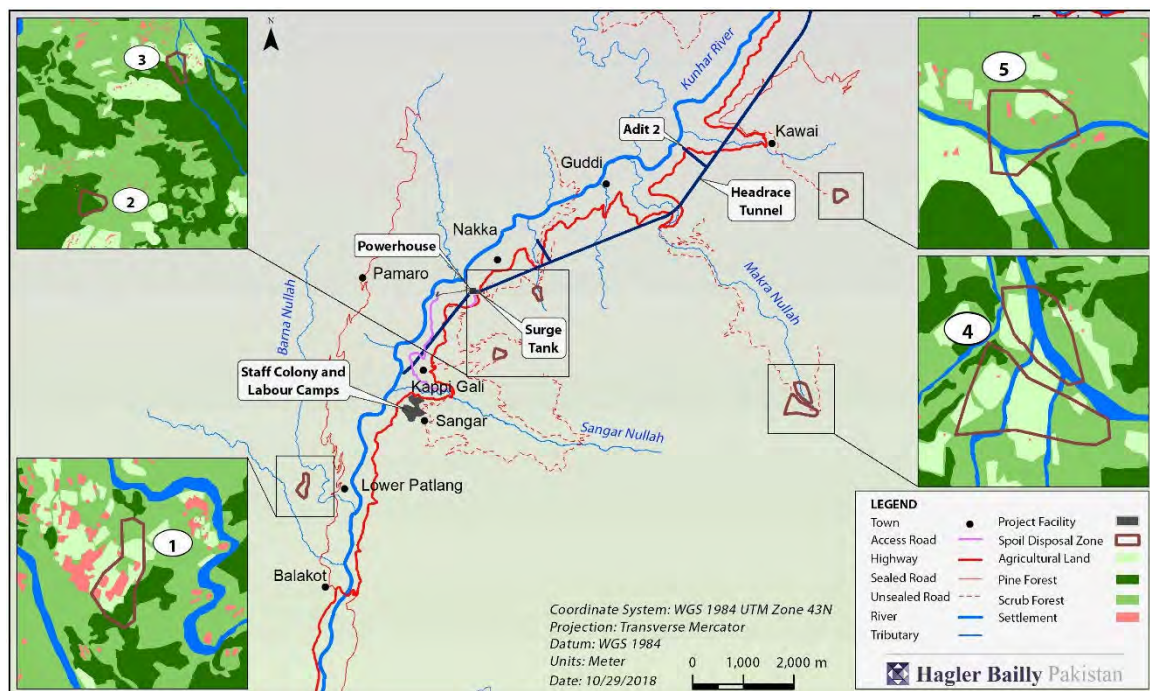 3
2
N
Kunhar River
5
Adit 2
Kawai
Guddi
Headrace
Tunnel
Nakka
Powerhouse
Pamaro
Makra Nullah
Surge
Tank
Barna Nullah
4
Staff Colony and
Labour Camps
Kappi Gali
Sangar
Sangar Nullah
Lower Patlang
1
Balakot
LEGEND
Town
Access Road
Highway
Sealed Road
Unsealed Road
River
Tributary
Project Facility
Spoil Disposal Zone
Agricultural Land
Pine Forest
Scrub Forest
Settlement
Coordinate System: WGS 1984 UTM Zone 43N
Projection: Transverse Mercator
Datum: WGS 1984
Units: Meter
Date: 10/29/2018
0 1,000 2,000 m
Hagler Bailly Pakistan